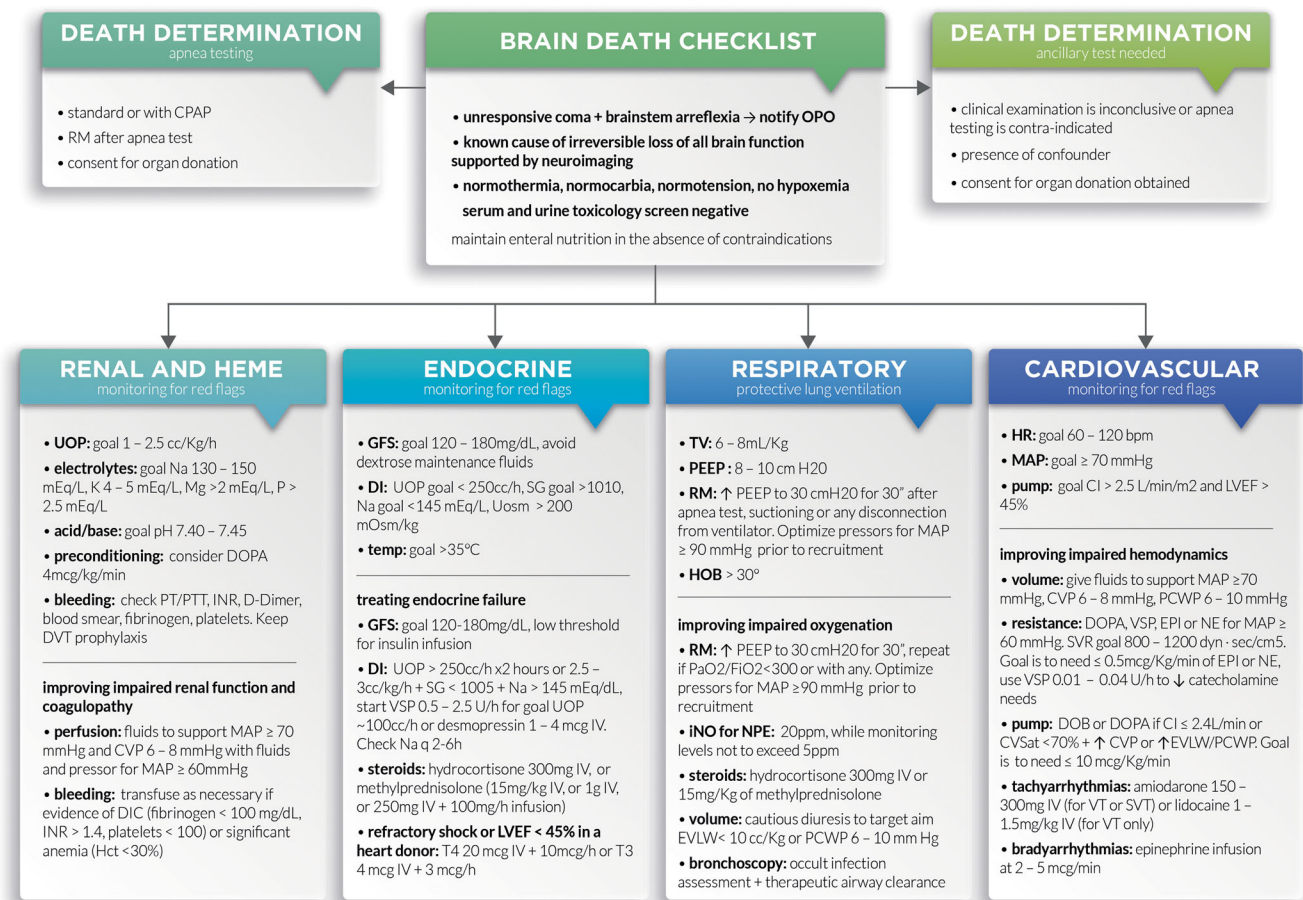 DEATH DETERMINATION
apnea testing
• standard or with CPAP
• RM after apnea test
• consent for organ donation
BRAIN DEATH CHECKLIST
• unresponsive coma + brainstem arreflexia → notify OPO
• known cause of irreversible loss of all brain function
supported by neuroimaging
• normothermia, normocarbia, normotension, no hypoxemia
serum and urine toxicology screen negative
maintain enteral nutrition in the absence of contraindications
DEATH DETERMINATION
ancillary test needed
• clinical examination is inconclusive or apnea
testing is contra-indicated
• presence of confounder
• consent for organ donation obtained
RENAL AND HEME
monitoring for red flags
• UOP: goal 1 – 2.5 cc/Kg/h
• electrolytes: goal Na 130 – 150
mEq/L, K 4 – 5 mEq/L, Mg >2 mEq/L, P >
2.5 mEq/L
• acid/base: goal pH 7.40 – 7.45
• preconditioning: consider DOPA
4mcg/kg/min
• bleeding: check PT/PTT, INR, D-Dimer,
blood smear, fibrinogen, platelets. Keep
DVT prophylaxis
improving impaired renal function and
coagulopathy
• perfusion: fluids to support MAP ≥ 70
mmHg and CVP 6 – 8 mmHg with fluids
and pressor for MAP ≥ 60mmHg
• bleeding: transfuse as necessary if
evidence of DIC (fibrinogen < 100 mg/dL,
INR > 1.4, platelets < 100) or significant
anemia (Hct <30%)
ENDOCRINE
monitoring for red flags
• GFS: goal 120 – 180mg/dL, avoid
dextrose maintenance fluids
• DI: UOP goal < 250cc/h, SG goal >1010,
Na goal <145 mEq/L, Uosm > 200
mOsm/kg
• temp: goal >35°C
treating endocrine failure
• GFS: goal 120-180mg/dL, low threshold
for insulin infusion
• DI: UOP > 250cc/h x2 hours or 2.5 –
3cc/kg/h + SG < 1005 + Na > 145 mEq/dL,
start VSP 0.5 – 2.5 U/h for goal UOP
~100cc/h or desmopressin 1 – 4 mcg IV.
Check Na q 2-6h
• steroids: hydrocortisone 300mg IV, or
methylprednisolone (15mg/kg IV, or 1g IV,
or 250mg IV + 100mg/h infusion)
• refractory shock or LVEF < 45% in a
heart donor: T4 20 mcg IV + 10mcg/h or T3
4 mcg IV + 3 mcg/h
RESPIRATORY
protective lung ventilation
• TV: 6 – 8mL/Kg
• PEEP : 8 – 10 cm H20
• RM: ↑ PEEP to 30 cmH20 for 30” after
apnea test, suctioning or any disconnection
from ventilator. Optimize pressors for MAP
≥ 90 mmHg prior to recruitment
• HOB > 30°
improving impaired oxygenation
• RM: ↑ PEEP to 30 cmH20 for 30”, repeat
if PaO2/FiO2<300 or with any. Optimize
pressors for MAP ≥90 mmHg prior to
recruitment
• iNO for NPE: 20ppm, while monitoring
levels not to exceed 5ppm
• steroids: hydrocortisone 300mg IV or
15mg/Kg of methylprednisolone
• volume: cautious diuresis to target aim
EVLW< 10 cc/Kg or PCWP 6 – 10 mm Hg
• bronchoscopy: occult infection
assessment + therapeutic airway clearance
CARDIOVASCULAR
monitoring for red flags
• HR: goal 60 – 120 bpm
• MAP: goal ≥ 70 mmHg
• pump: goal CI > 2.5 L/min/m2 and LVEF >
45%
improving impaired hemodynamics
• volume: give fluids to support MAP ≥70
mmHg, CVP 6 – 8 mmHg, PCWP 6 – 10 mmHg
• resistance: DOPA, VSP, EPI or NE for MAP ≥
60 mmHg. SVR goal 800 – 1200 dyn · sec/cm5.
Goal is to need ≤ 0.5mcg/Kg/min of EPI or NE,
use VSP 0.01 – 0.04 U/h to ↓ catecholamine
needs
• pump: DOB or DOPA if CI ≤ 2.4L/min or
CVSat <70% + ↑ CVP or ↑EVLW/PCWP. Goal
is to need ≤ 10 mcg/Kg/min
• tachyarrhythmias: amiodarone 150 –
300mg IV (for VT or SVT) or lidocaine 1 –
1.5mg/kg IV (for VT only)
• bradyarrhythmias: epinephrine infusion
at 2 – 5 mcg/min